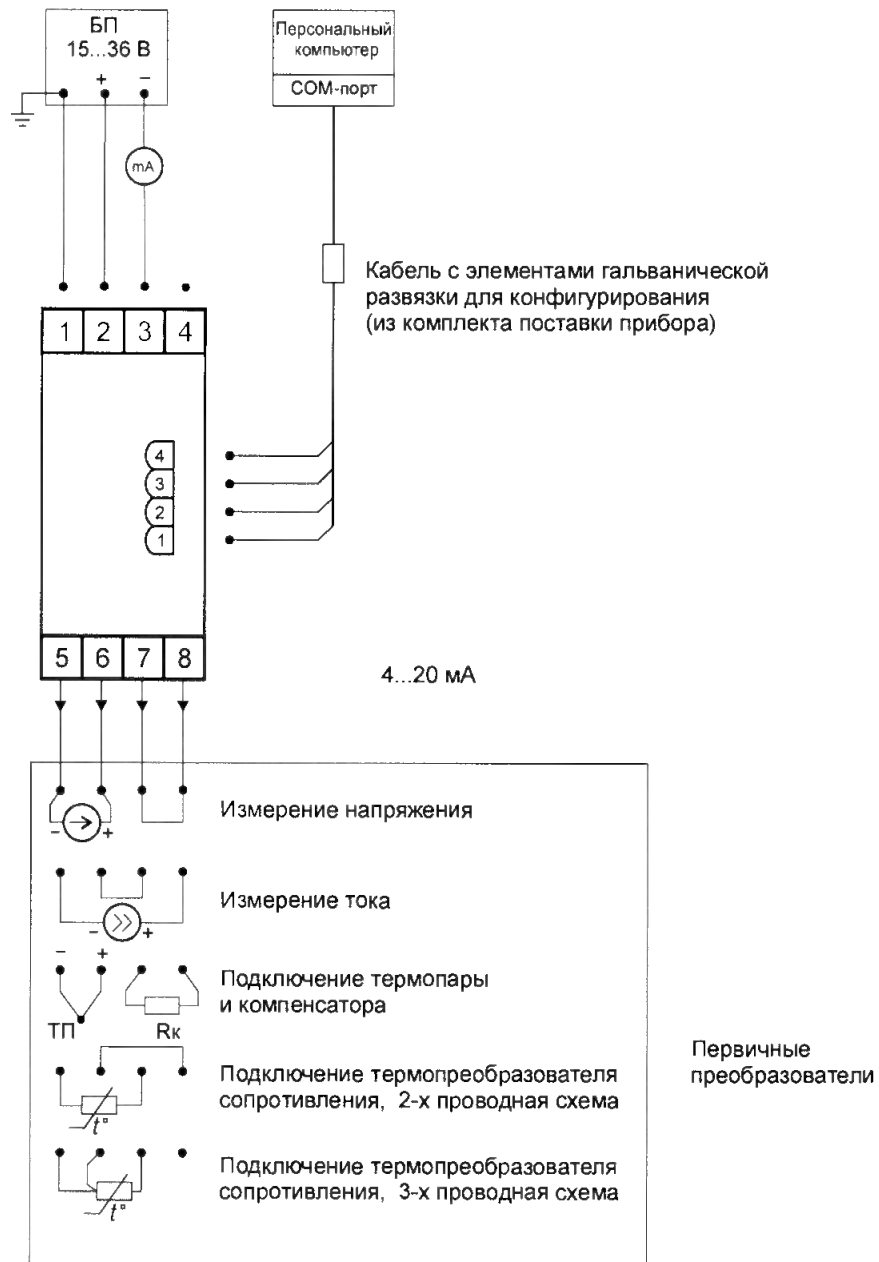 БП
15...36 В
+ −
Персональный
компьютер
COM-порт
mA
Кабель с элементами гальванической
развязки для конфигурирования
(из комплекта поставки прибора)
1 2 3 4
4
3
2
1
5 6 7 8
4...20 мА
Измерение напряжения
− +
Измерение тока
− +
− +
Подключение термопары
и компенсатора
ТП Rк
Первичные
преобразователи
Подключение термопреобразователя
сопротивления, 2-х проводная схема
t°
Подключение термопреобразователя
сопротивления, 3-х проводная схема
t°